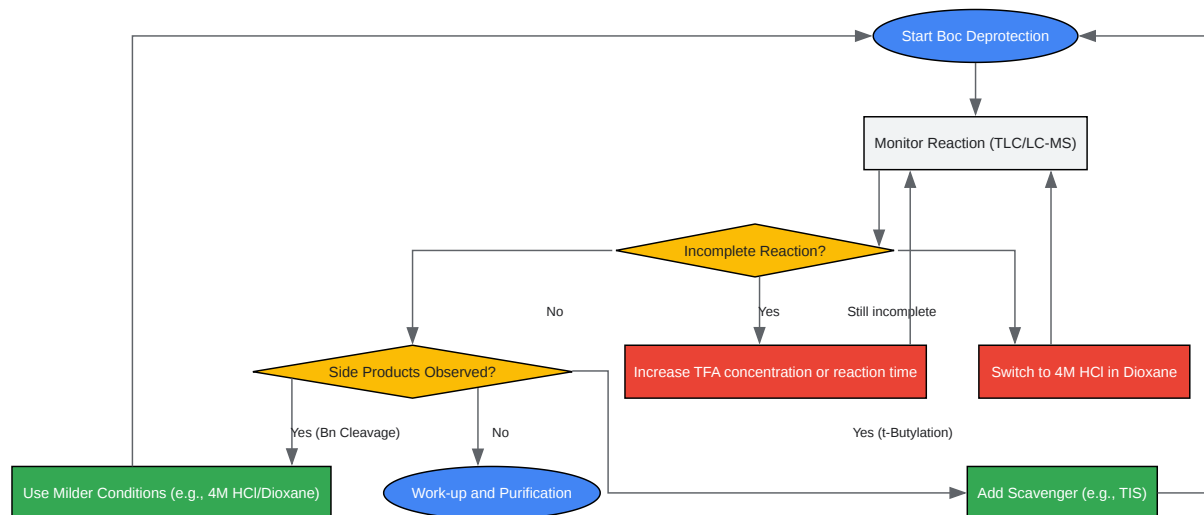 Start Boc Deprotection
Monitor Reaction (TLC/LC-MS)
Incomplete Reaction?
No
Yes
Still incomplete
Side Products Observed?
Increase TFA concentration or reaction time
Switch to 4M HCl in Dioxane
Yes (Bn Cleavage)
No
Yes (t-Butylation)
Use Milder Conditions (e.g., 4M HCl/Dioxane)
Work-up and Purification
Add Scavenger (e.g., TIS)